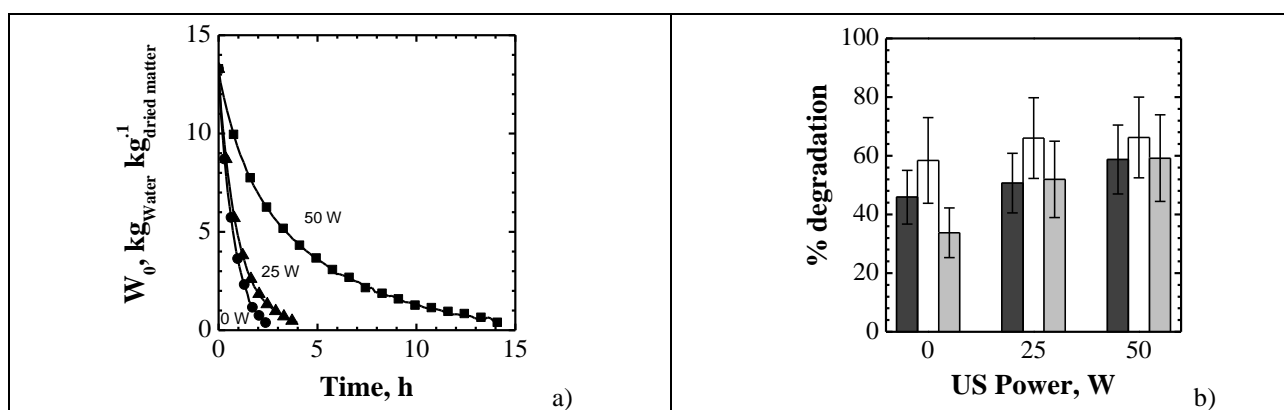 15
10
5
0
W0, kgWater kg-1dried matter
50 W
25 W
0 W
0 5 10 15
Time, h
a)
100
80
60
40
20
0
% degradation
0 25 50
US Power, W
b)